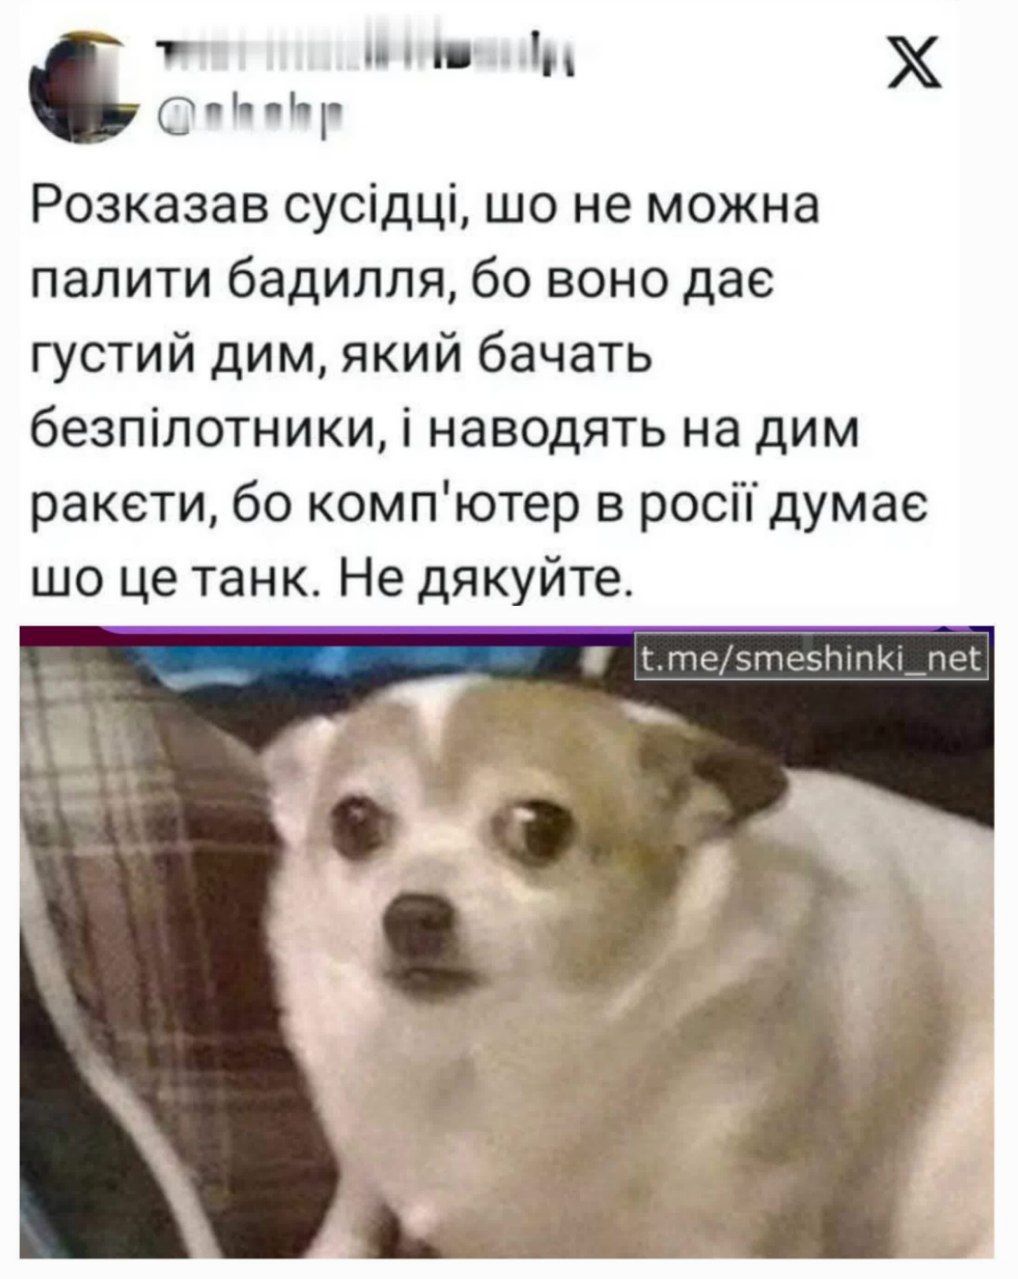 Розказав сусідці, шо не можна
палити бадилля, бо воно дає
густий дим, який бачать
безпілотники, і наводять на дим
ракєти, бо комп'ютер в росії думає
шо це танк. Не дякуйте.
t.me/smeshinki_net